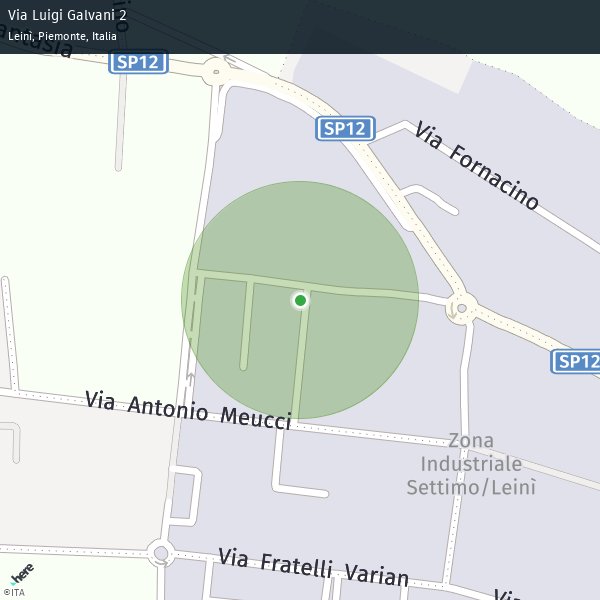 Via Luigi Galvani 2
Leini, Piemonte, Italia
SP12
SP12
Via Fornacino
SP12
Via Antonio Meucci
Zona
Industriale
Settimo/Leinì
Via Fratelli Varian
Via
here
©ITA